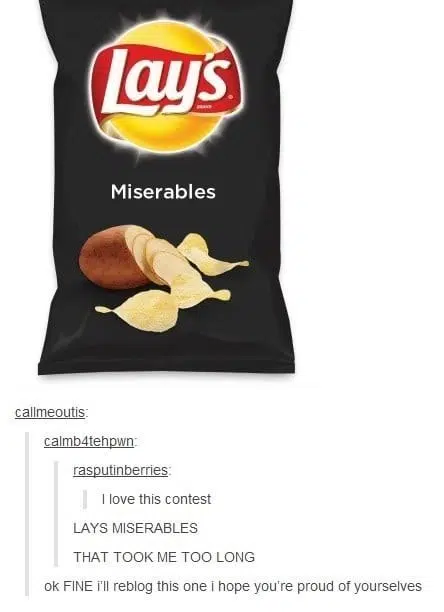 Lay's
Miserables
callmeoutis:
calmb4tehpwn:
rasputinberries:
I love this contest
LAYS MISERABLES
THAT TOOK ME TOO LONG
ok FINE i'll reblog this one i hope you're proud of yourselves